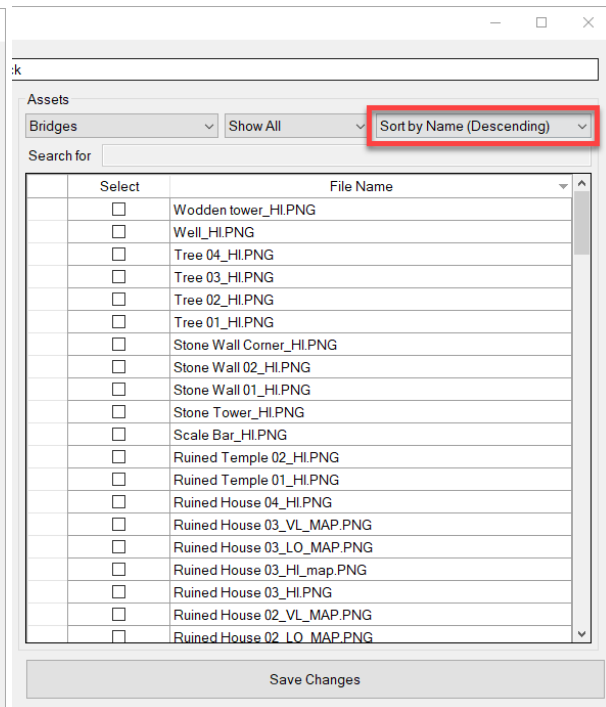 k
Assets
Bridges Show All Sort by Name (Descending)
Search for
Select File Name
Wodden tower_HI.PNG
Well_HI.PNG
Tree 04_HI.PNG
Tree 03_HI.PNG
Tree 02_HI.PNG
Tree 01_HI.PNG
Stone Wall Corner_HI.PNG
Stone Wall 02_HI.PNG
Stone Wall 01_HI.PNG
Stone Tower_HI.PNG
Scale Bar_HI.PNG
Ruined Temple 02_HI.PNG
Ruined Temple 01_HI.PNG
Ruined House 04_HI.PNG
Ruined House 03_VL_MAP.PNG
Ruined House 03_LO_MAP.PNG
Ruined House 03_HI_map.PNG
Ruined House 03_HI.PNG
Ruined House 02_VL_MAP.PNG
Ruined House 02_LO_MAP.PNG
Save Changes